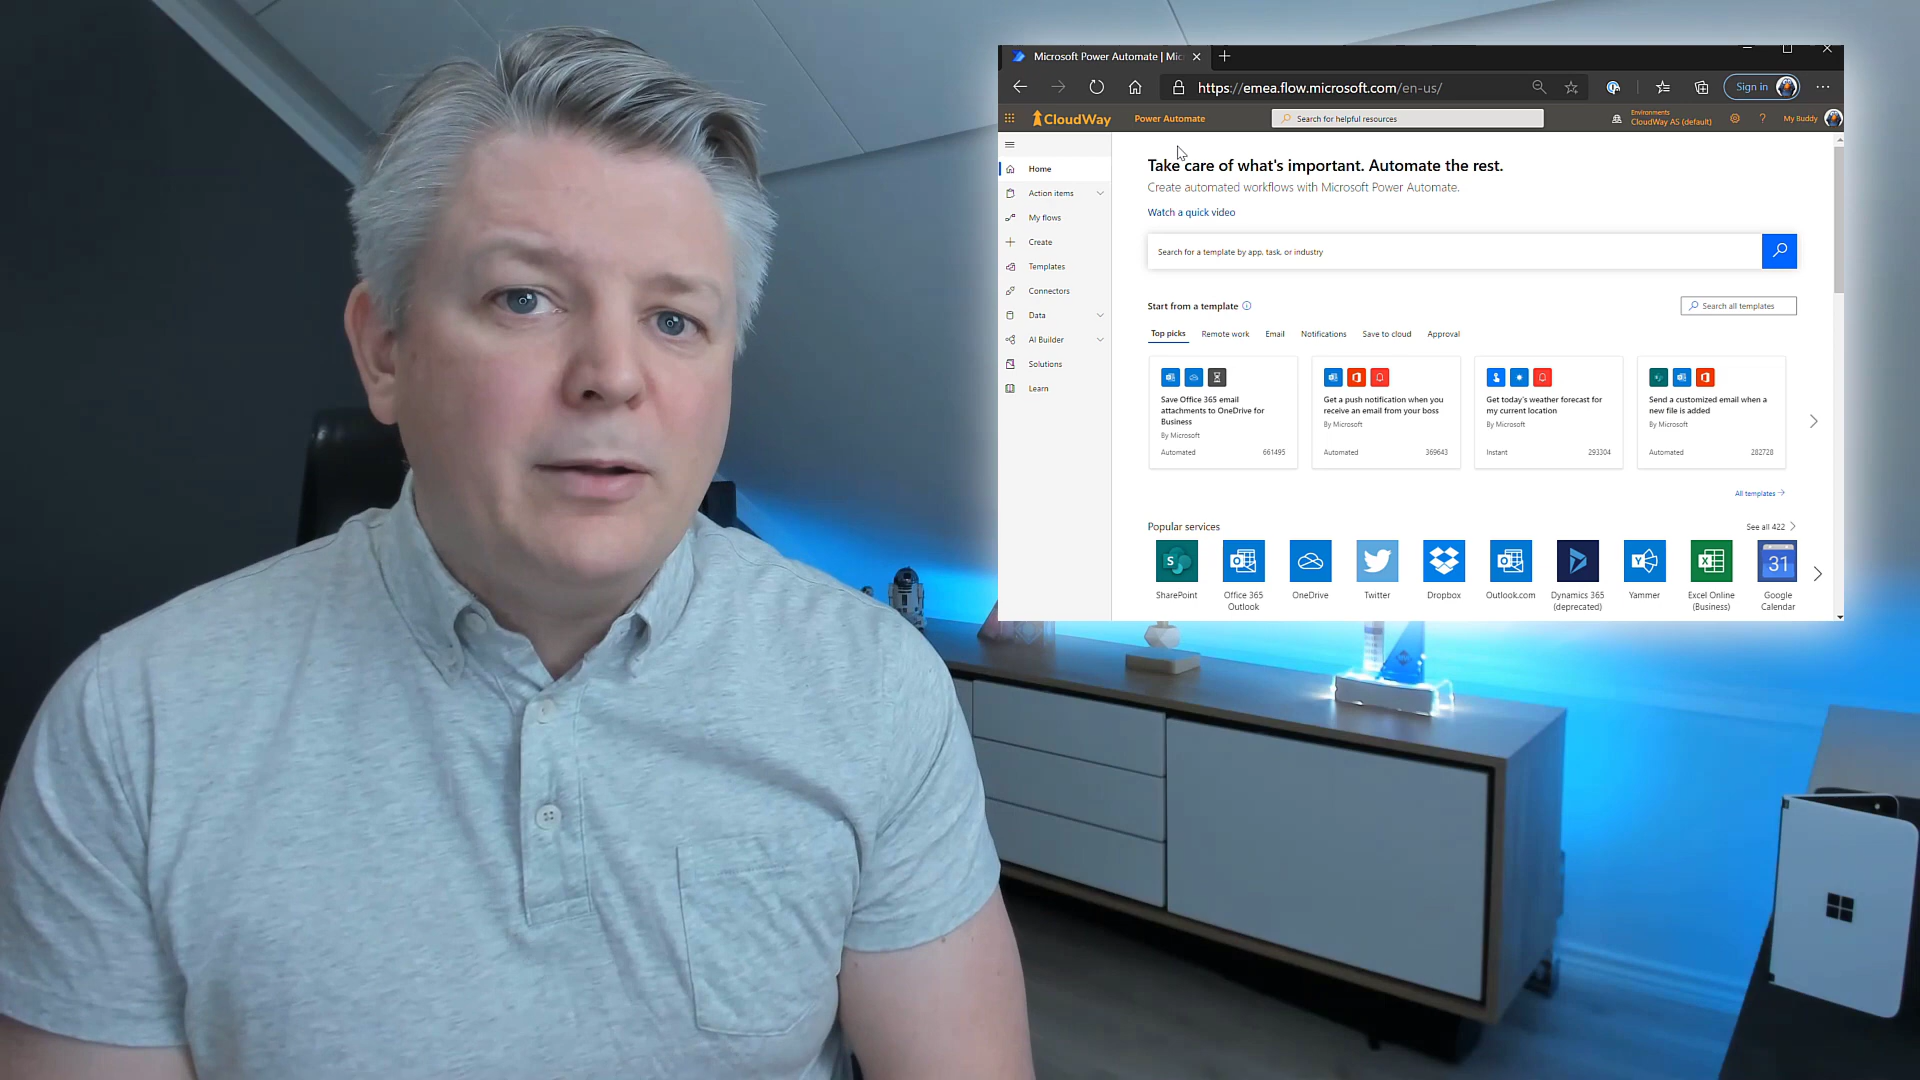 Microsoft Power Automate | Mic
https://emea.flow.microsoft.com/en-us/
Sign in
CloudWay
Power Automate
Search for helpful resources
Environments
CloudWay AS (default)
?
My Buddy
Home
Action items
My flows
Create
Templates
Connectors
Data
AI Builder
Solutions
Learn
Take care of what's important. Automate the rest.
Create automated workflows with Microsoft Power Automate.
Watch a quick video
Search for a template by app, task, or industry
Start from a template
Search all templates
Top picks
Remote work
Email
Notifications
Save to cloud
Approval
Save Office 365 email
attachments to OneDrive for
Business
By Microsoft
Automated
661495
Get a push notification when you
receive an email from your boss
By Microsoft
Automated
369643
Get today's weather forecast for
my current location
By Microsoft
Instant
293304
Send a customized email when a
new file is added
By Microsoft
Automated
282728
All templates
Popular services
See all 422
SharePoint
Office 365
Outlook
OneDrive
Twitter
Dropbox
Outlook.com
Dynamics 365
(deprecated)
Yammer
Excel Online
(Business)
31
Google
Calendar